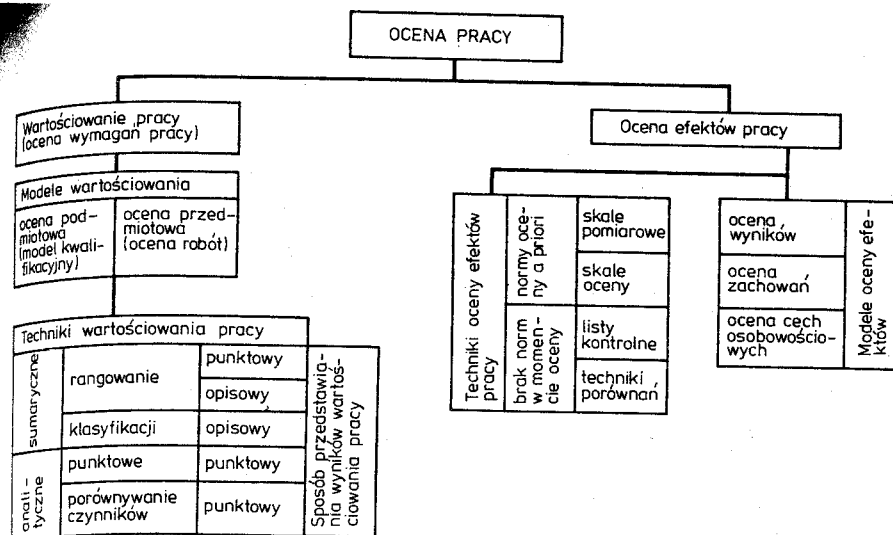 OCENA PRACY
Wartościowanie pracy
(ocena wymagań pracy)
Modele wartościowania
ocena pod-
miotowa
(model kwali-
fikacyjny)
ocena przed-
miotowa
(ocena robót)
Techniki wartościowania pracy
sumaryczne
rangowanie
punktowy
opisowy
klasyfikacji
opisowy
anali-
tyczne
punktowe
punktowy
porównywanie
czynników
punktowy
Sposób przedstawia-
nia wyników wartoś-
ciowania pracy
Ocena efektów pracy
Techniki oceny efektów
pracy
normy oce-
ny a priori
skale
pomiarowe
skale
oceny
brak norm
w momen-
cie oceny
listy
kontrolne
techniki
porównań
ocena
wyników
ocena
zachowań
ocena cech
osobowościo-
wych
Modele oceny efe-
któw